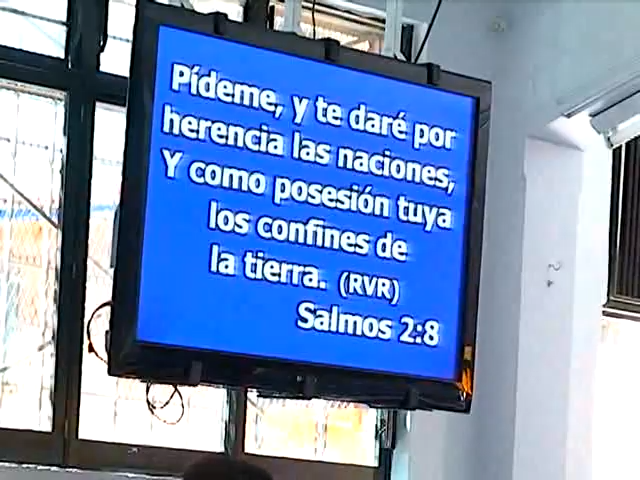 Pídeme, y te daré por
herencia las naciones,
Y como posesión tuya
los confines de
la tierra. (RVR)
Salmos 2:8